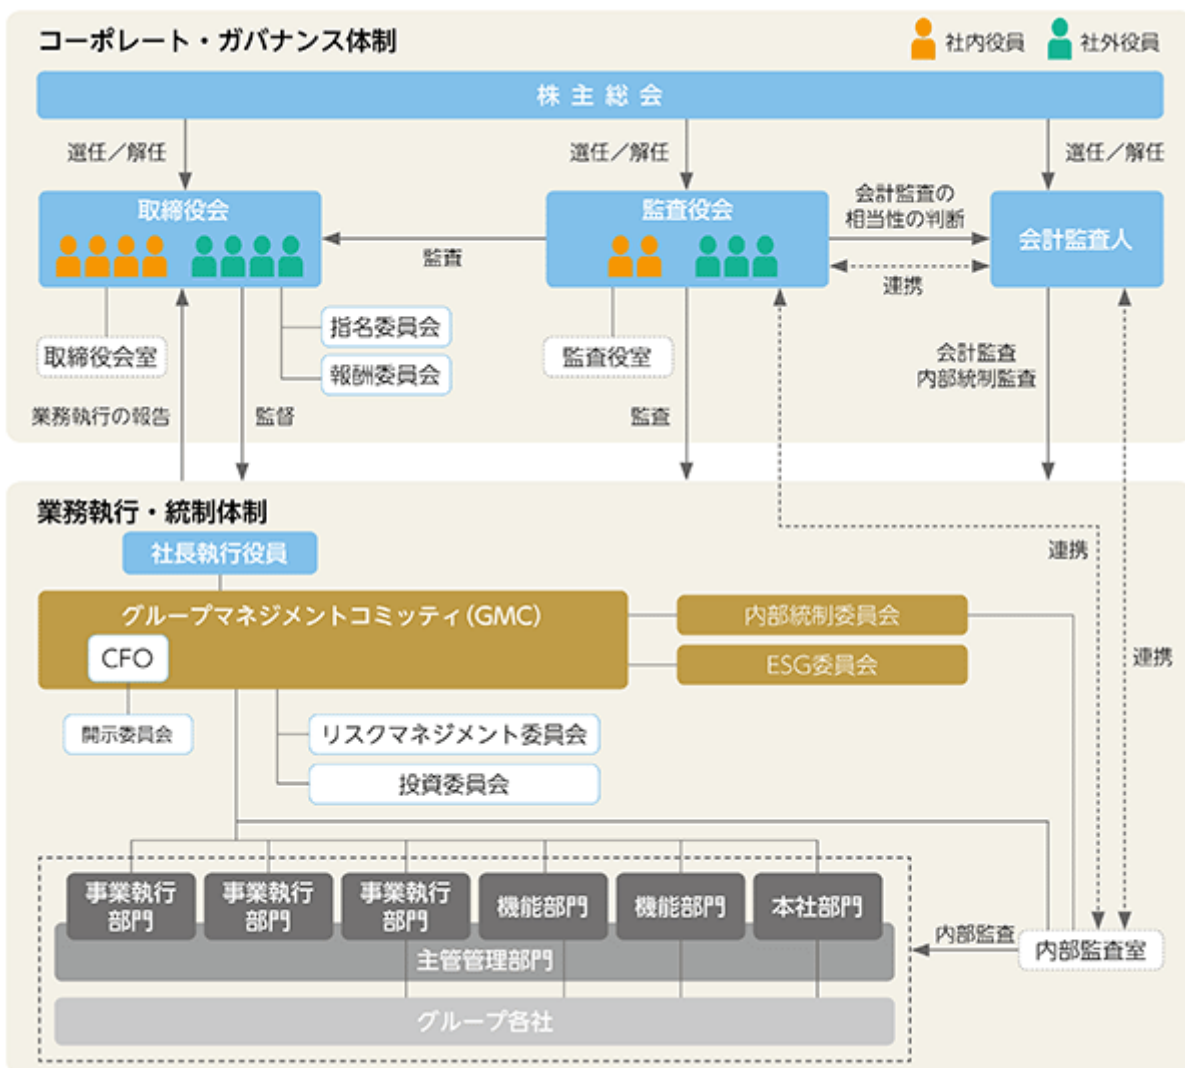 コーポレート・ガバナンス体制
社内役員
社外役員
株主総会
選任／解任
選任／解任
選任／解任
取締役会
監査役会
会計監査の
相当性の判断
会計監査人
監査
連携
取締役会室
指名委員会
報酬委員会
監査役室
会計監査
内部統制監査
業務執行の報告
監督
監査
業務執行・統制体制
社長執行役員
連携
グループマネジメントコミッティ(GMC)
内部統制委員会
CFO
ESG委員会
連携
開示委員会
リスクマネジメント委員会
投資委員会
事業執行
部門
事業執行
部門
事業執行
部門
機能部門
機能部門
本社部門
主管管理部門
内部監査
内部監査室
グループ各社